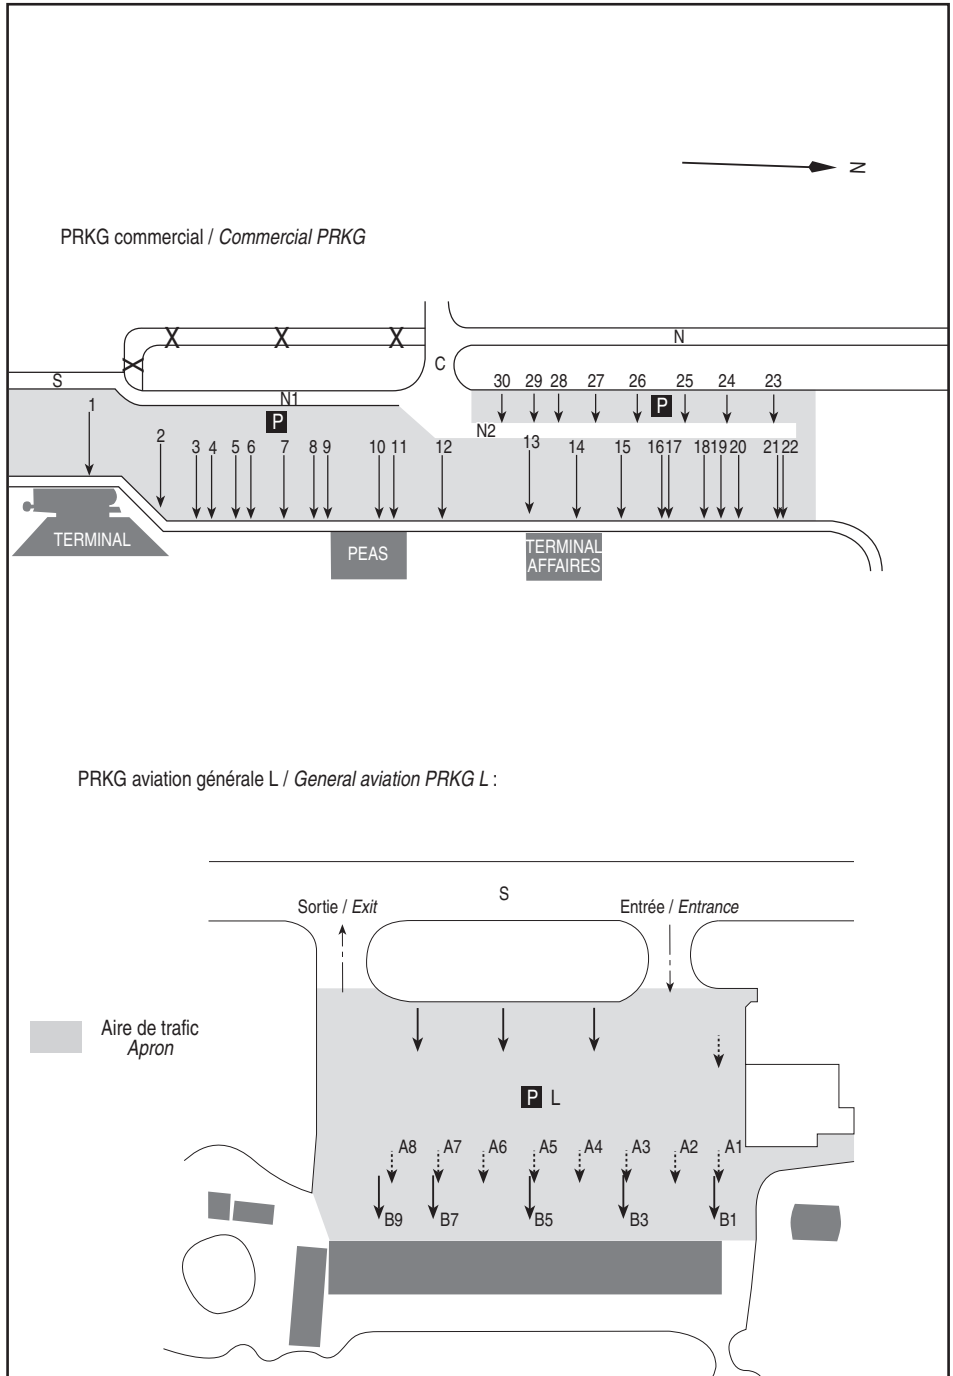 N
PRKG commercial / Commercial PRKG
X X X
N
X
C
S
30 29 28 27 26 25 24 23
N1
P
1
P
N2
2
3 4 5 6 7 8 9 10 11 12 13 14 15 16 17 18 19 20 21 22
TERMINAL
PEAS
TERMINAL
AFFAIRES
PRKG aviation générale L / General aviation PRKG L :
S
Sortie / Exit
Entrée / Entrance
Aire de trafic
Apron
P L
A8 A7 A6 A5 A4 A3 A2 A1
B9 B7 B5 B3 B1